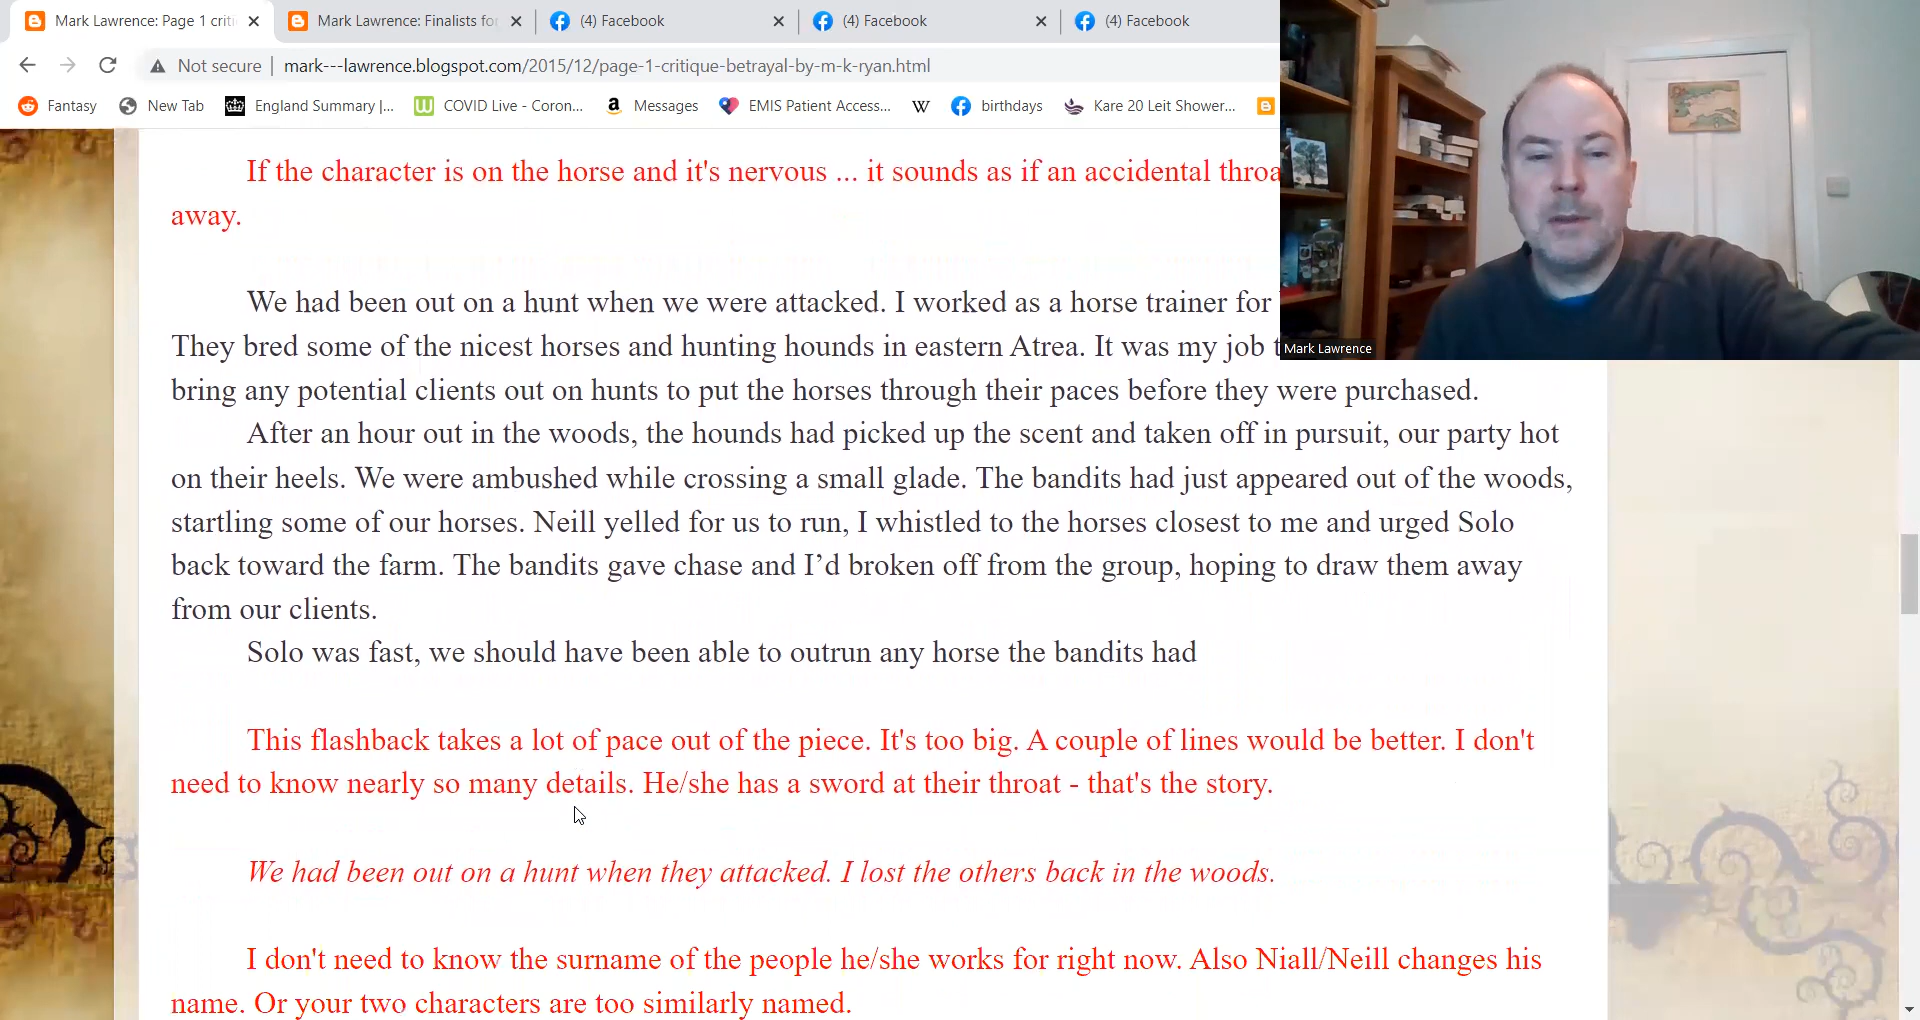 Mark Lawrence: Page 1 criti
Mark Lawrence: Finalists fo
(4) Facebook
(4) Facebook
(4) Facebook
Not secure
mark---lawrence.blogspot.com/2015/12/page-1-critique-betrayal-by-m-k-ryan.html
Fantasy
New Tab
England Summary |...
COVID Live - Coron...
Messages
EMIS Patient Access...
W
birthdays
Kare 20 Leit Shower...
If the character is on the horse and it's nervous ... it sounds as if an accidental throa
away.
We had been out on a hunt when we were attacked. I worked as a horse trainer for
They bred some of the nicest horses and hunting hounds in eastern Atrea. It was my job t
bring any potential clients out on hunts to put the horses through their paces before they were purchased.
After an hour out in the woods, the hounds had picked up the scent and taken off in pursuit, our party hot
on their heels. We were ambushed while crossing a small glade. The bandits had just appeared out of the woods,
startling some of our horses. Neill yelled for us to run, I whistled to the horses closest to me and urged Solo
back toward the farm. The bandits gave chase and I’d broken off from the group, hoping to draw them away
from our clients.
Solo was fast, we should have been able to outrun any horse the bandits had
This flashback takes a lot of pace out of the piece. It's too big. A couple of lines would be better. I don't
need to know nearly so many details. He/she has a sword at their throat - that's the story.
We had been out on a hunt when they attacked. I lost the others back in the woods.
I don't need to know the surname of the people he/she works for right now. Also Niall/Neill changes his
name. Or your two characters are too similarly named.
Mark Lawrence